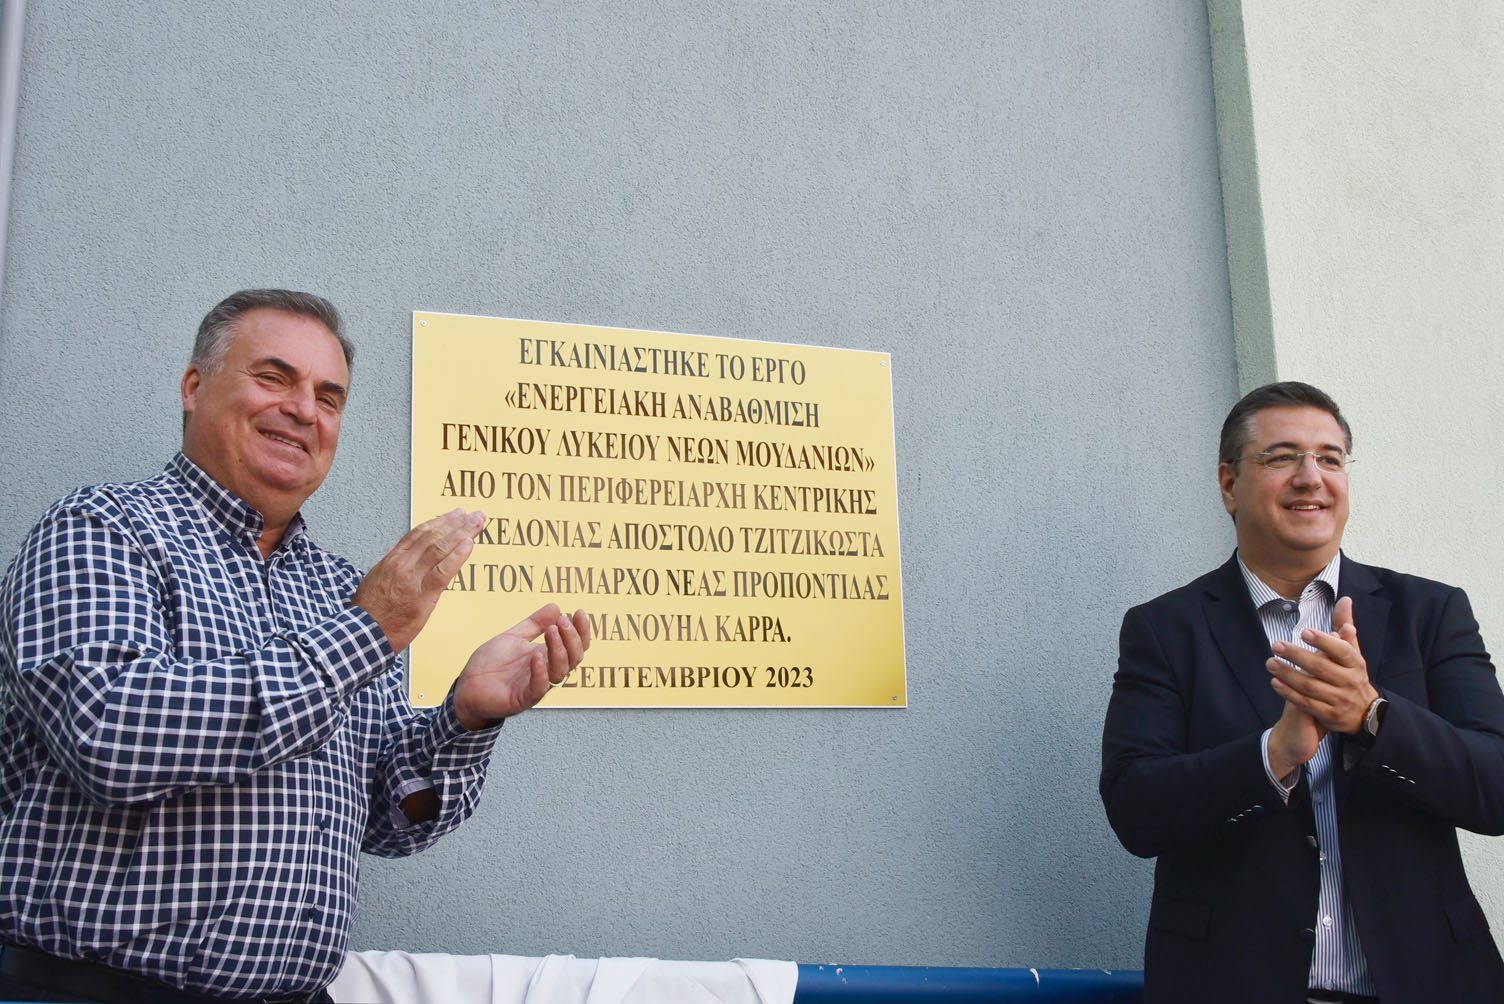 ΕΓΚΑΙΝΙΑΣΤΗΚΕ ΤΟ ΕΡΓΟ
«ΕΝΕΡΓΕΙΑΚΗ ΑΝΑΒΑΘΜΙΣΗ
ΓΕΝΙΚΟΥ ΛΥΚΕΙΟΥ ΝΕΩΝ ΜΟΥΔΑΝΙΩΝ»
ΑΠΟ ΤΟΝ ΠΕΡΙΦΕΡΕΙΑΡΧΗ ΚΕΝΤΡΙΚΗΣ
ΑΠΟΣΤΟΛΟ ΤΖΙΤΖΙΚΩΣΤΑ
ΤΟΝ ΔΗΜΑΡΧΟ ΝΕΑΣ ΠΡΟΠΟΝΤΙΔΑΣ
ΚΑΡΡΑ.
ΣΕΠΤΕΜΒΡΙΟΥ 2023